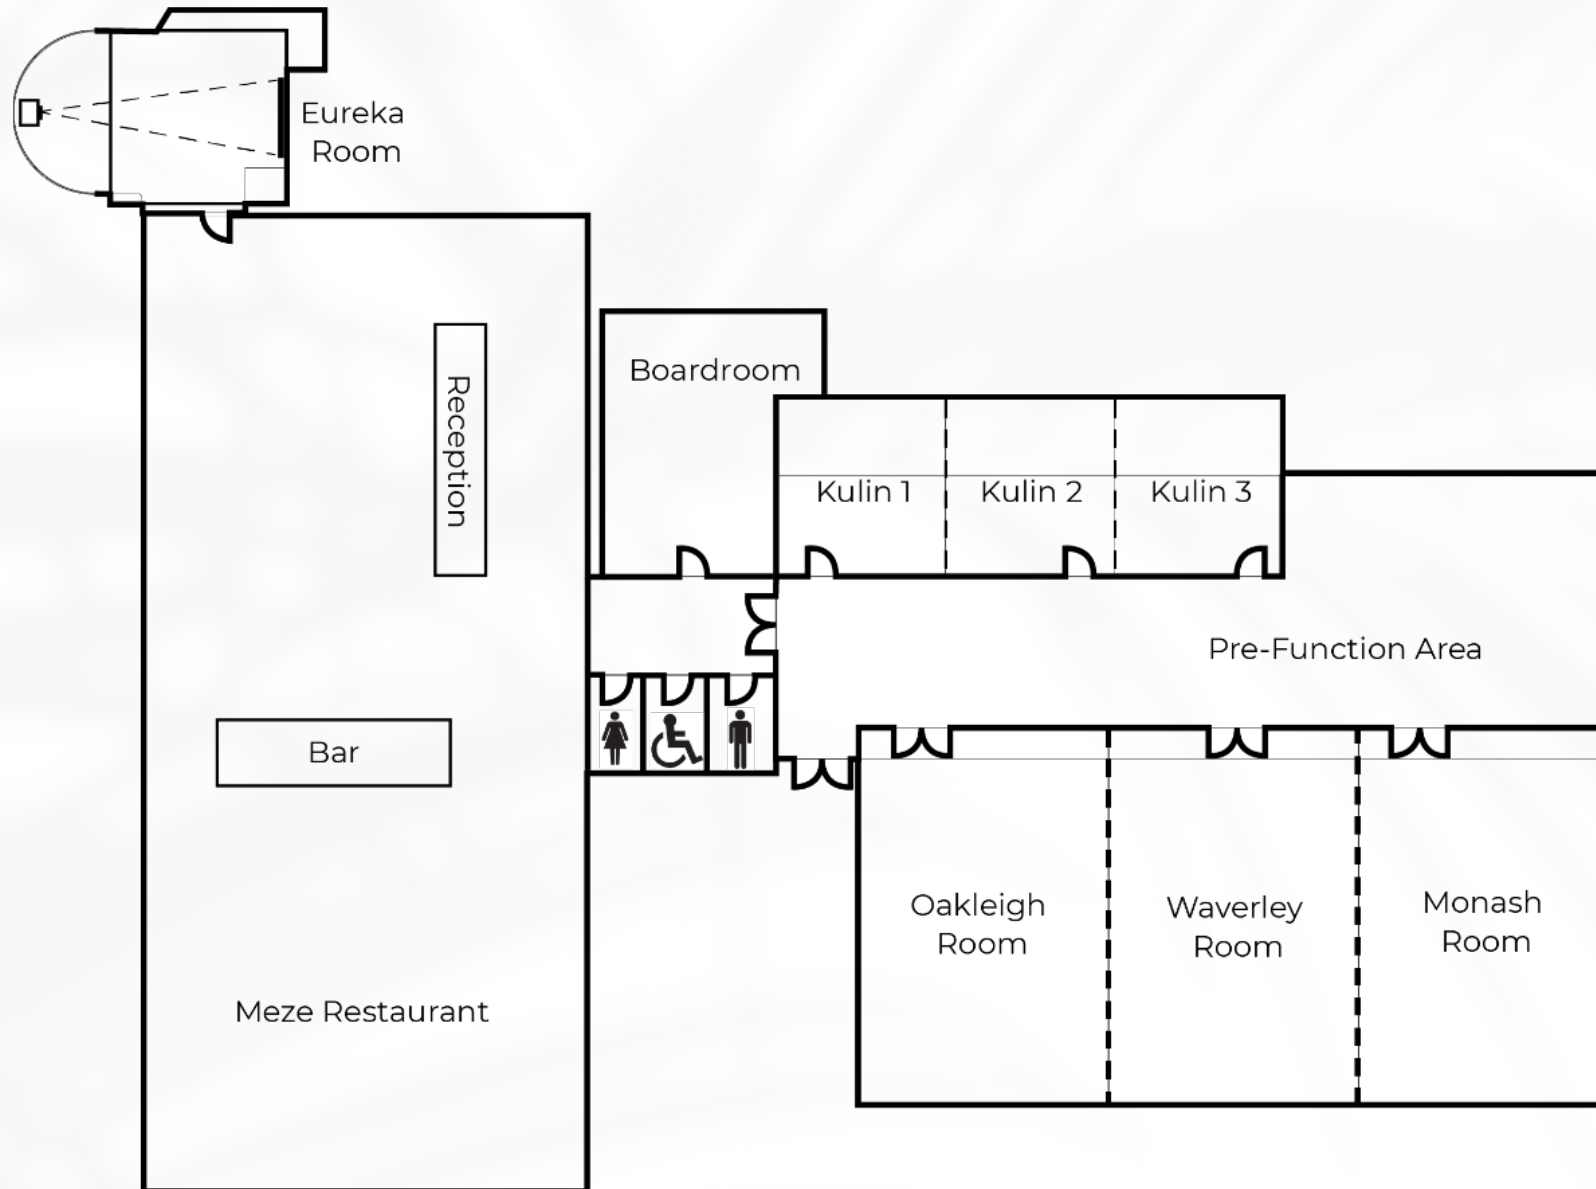 Eureka
Room
Boardroom
Reception
Kulin 1
Kulin 2
Kulin 3
Pre-Function Area
Bar
Oakleigh
Room
Waverley
Room
Monash
Room
Meze Restaurant